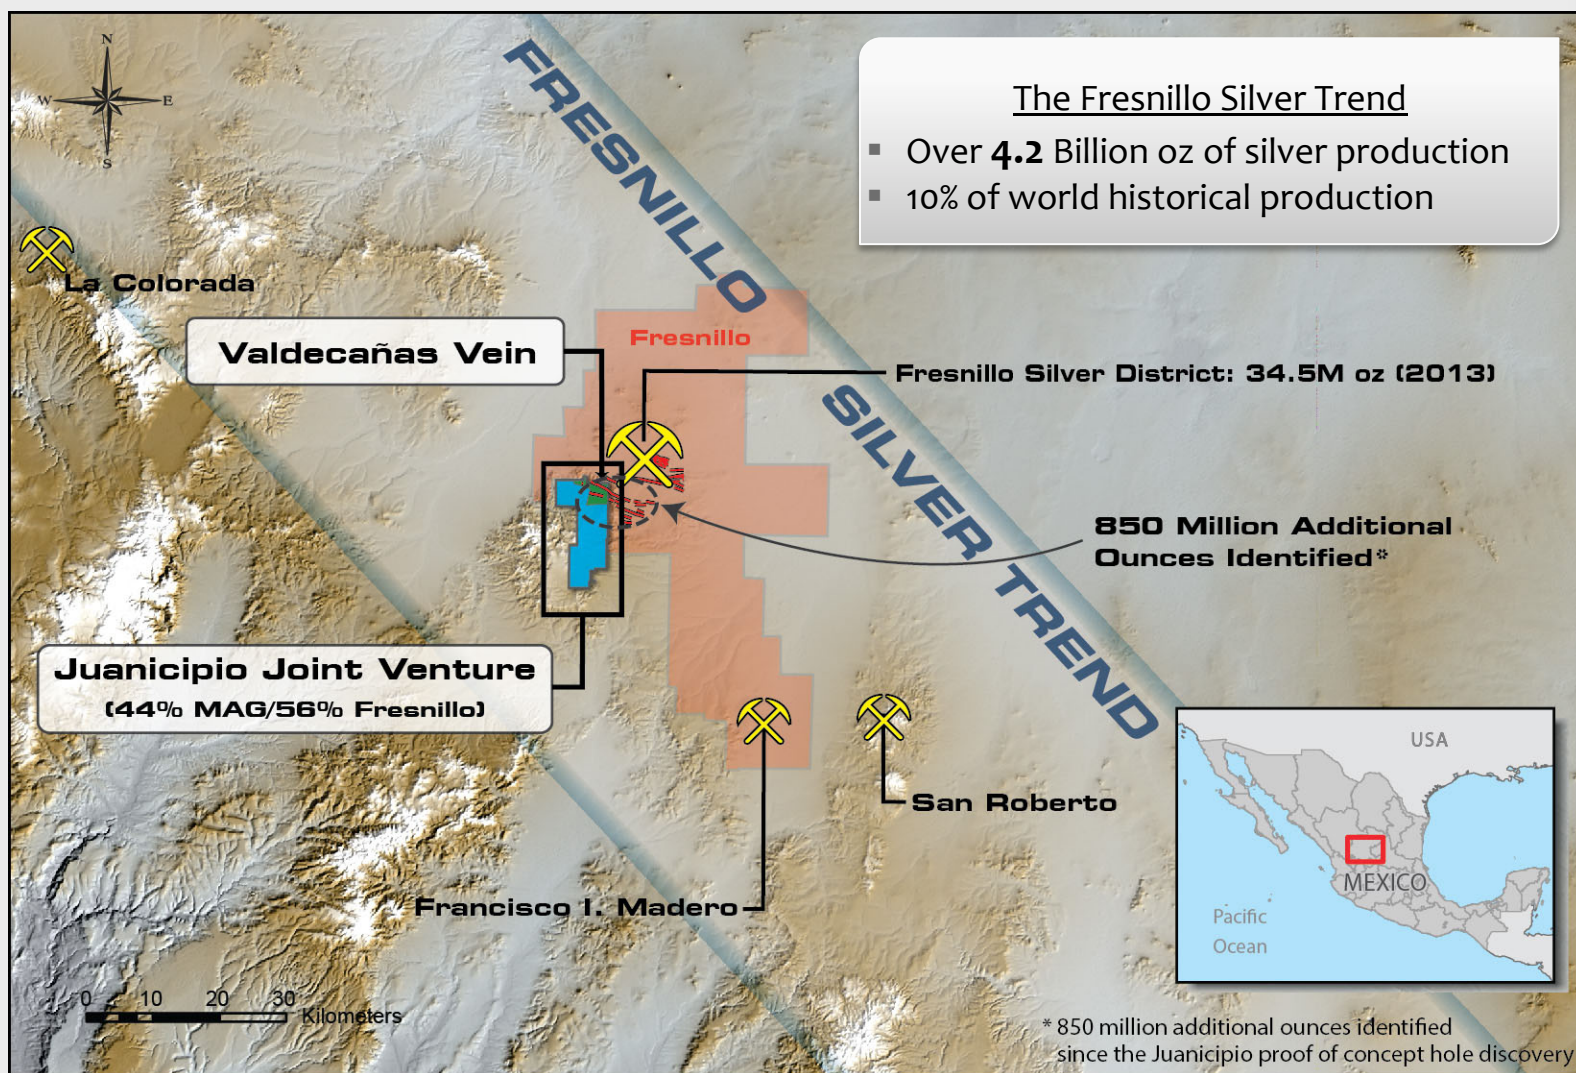 N
W
E
S
The Fresnillo Silver Trend
▪ Over 4.2 Billion oz of silver production
▪ 10% of world historical production
FRESNILLO SILVER TREND
La Colorada
Valdecañas Vein
Fresnillo
Fresnillo Silver District: 34.5M oz (2013)
850 Million Additional
Ounces Identified*
Juanicipio Joint Venture
(44% MAG/56% Fresnillo)
San Roberto
Francisco I. Madero
USA
MEXICO
Pacific
Ocean
0 10 20 30
Kilometers
* 850 million additional ounces identified
since the Juanicipio proof of concept hole discovery